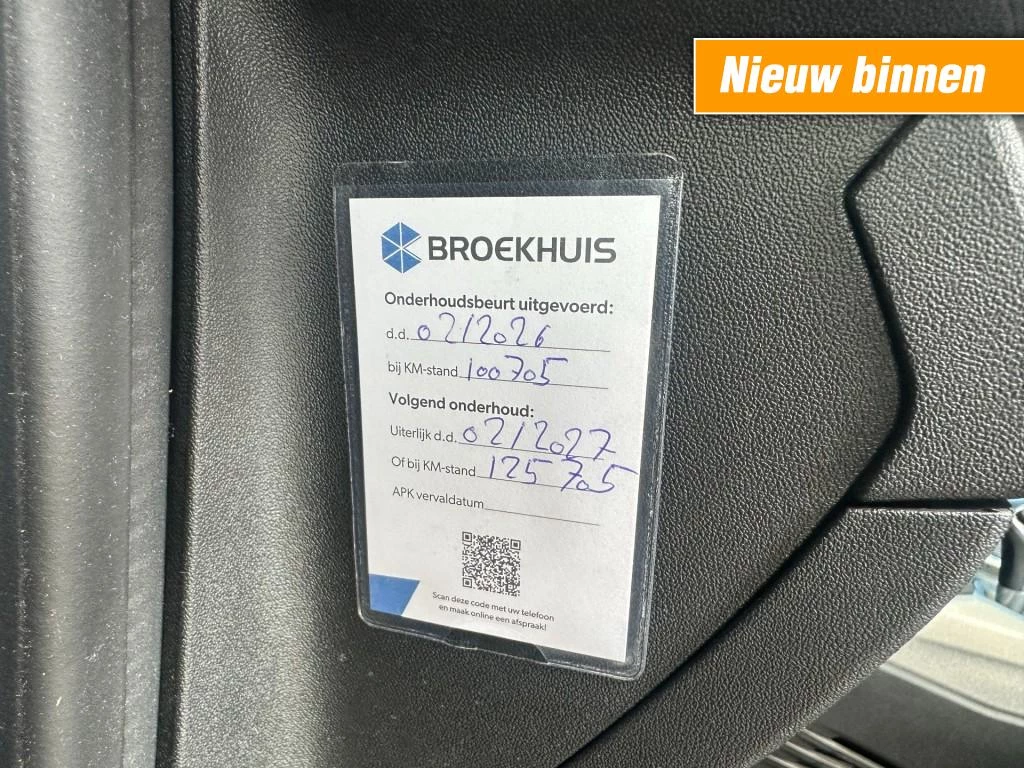 Nieuw binnen
BROEKHUIS
Onderhoudsbeurt uitgevoerd:
d.d. 02/2026
bij KM-stand 100705
Volgend onderhoud:
Uiterlijk d.d. 02/2027
Of bij KM-stand 125705
APK vervaldatum
Scan deze code met uw telefoon
en maak online een afspraak!